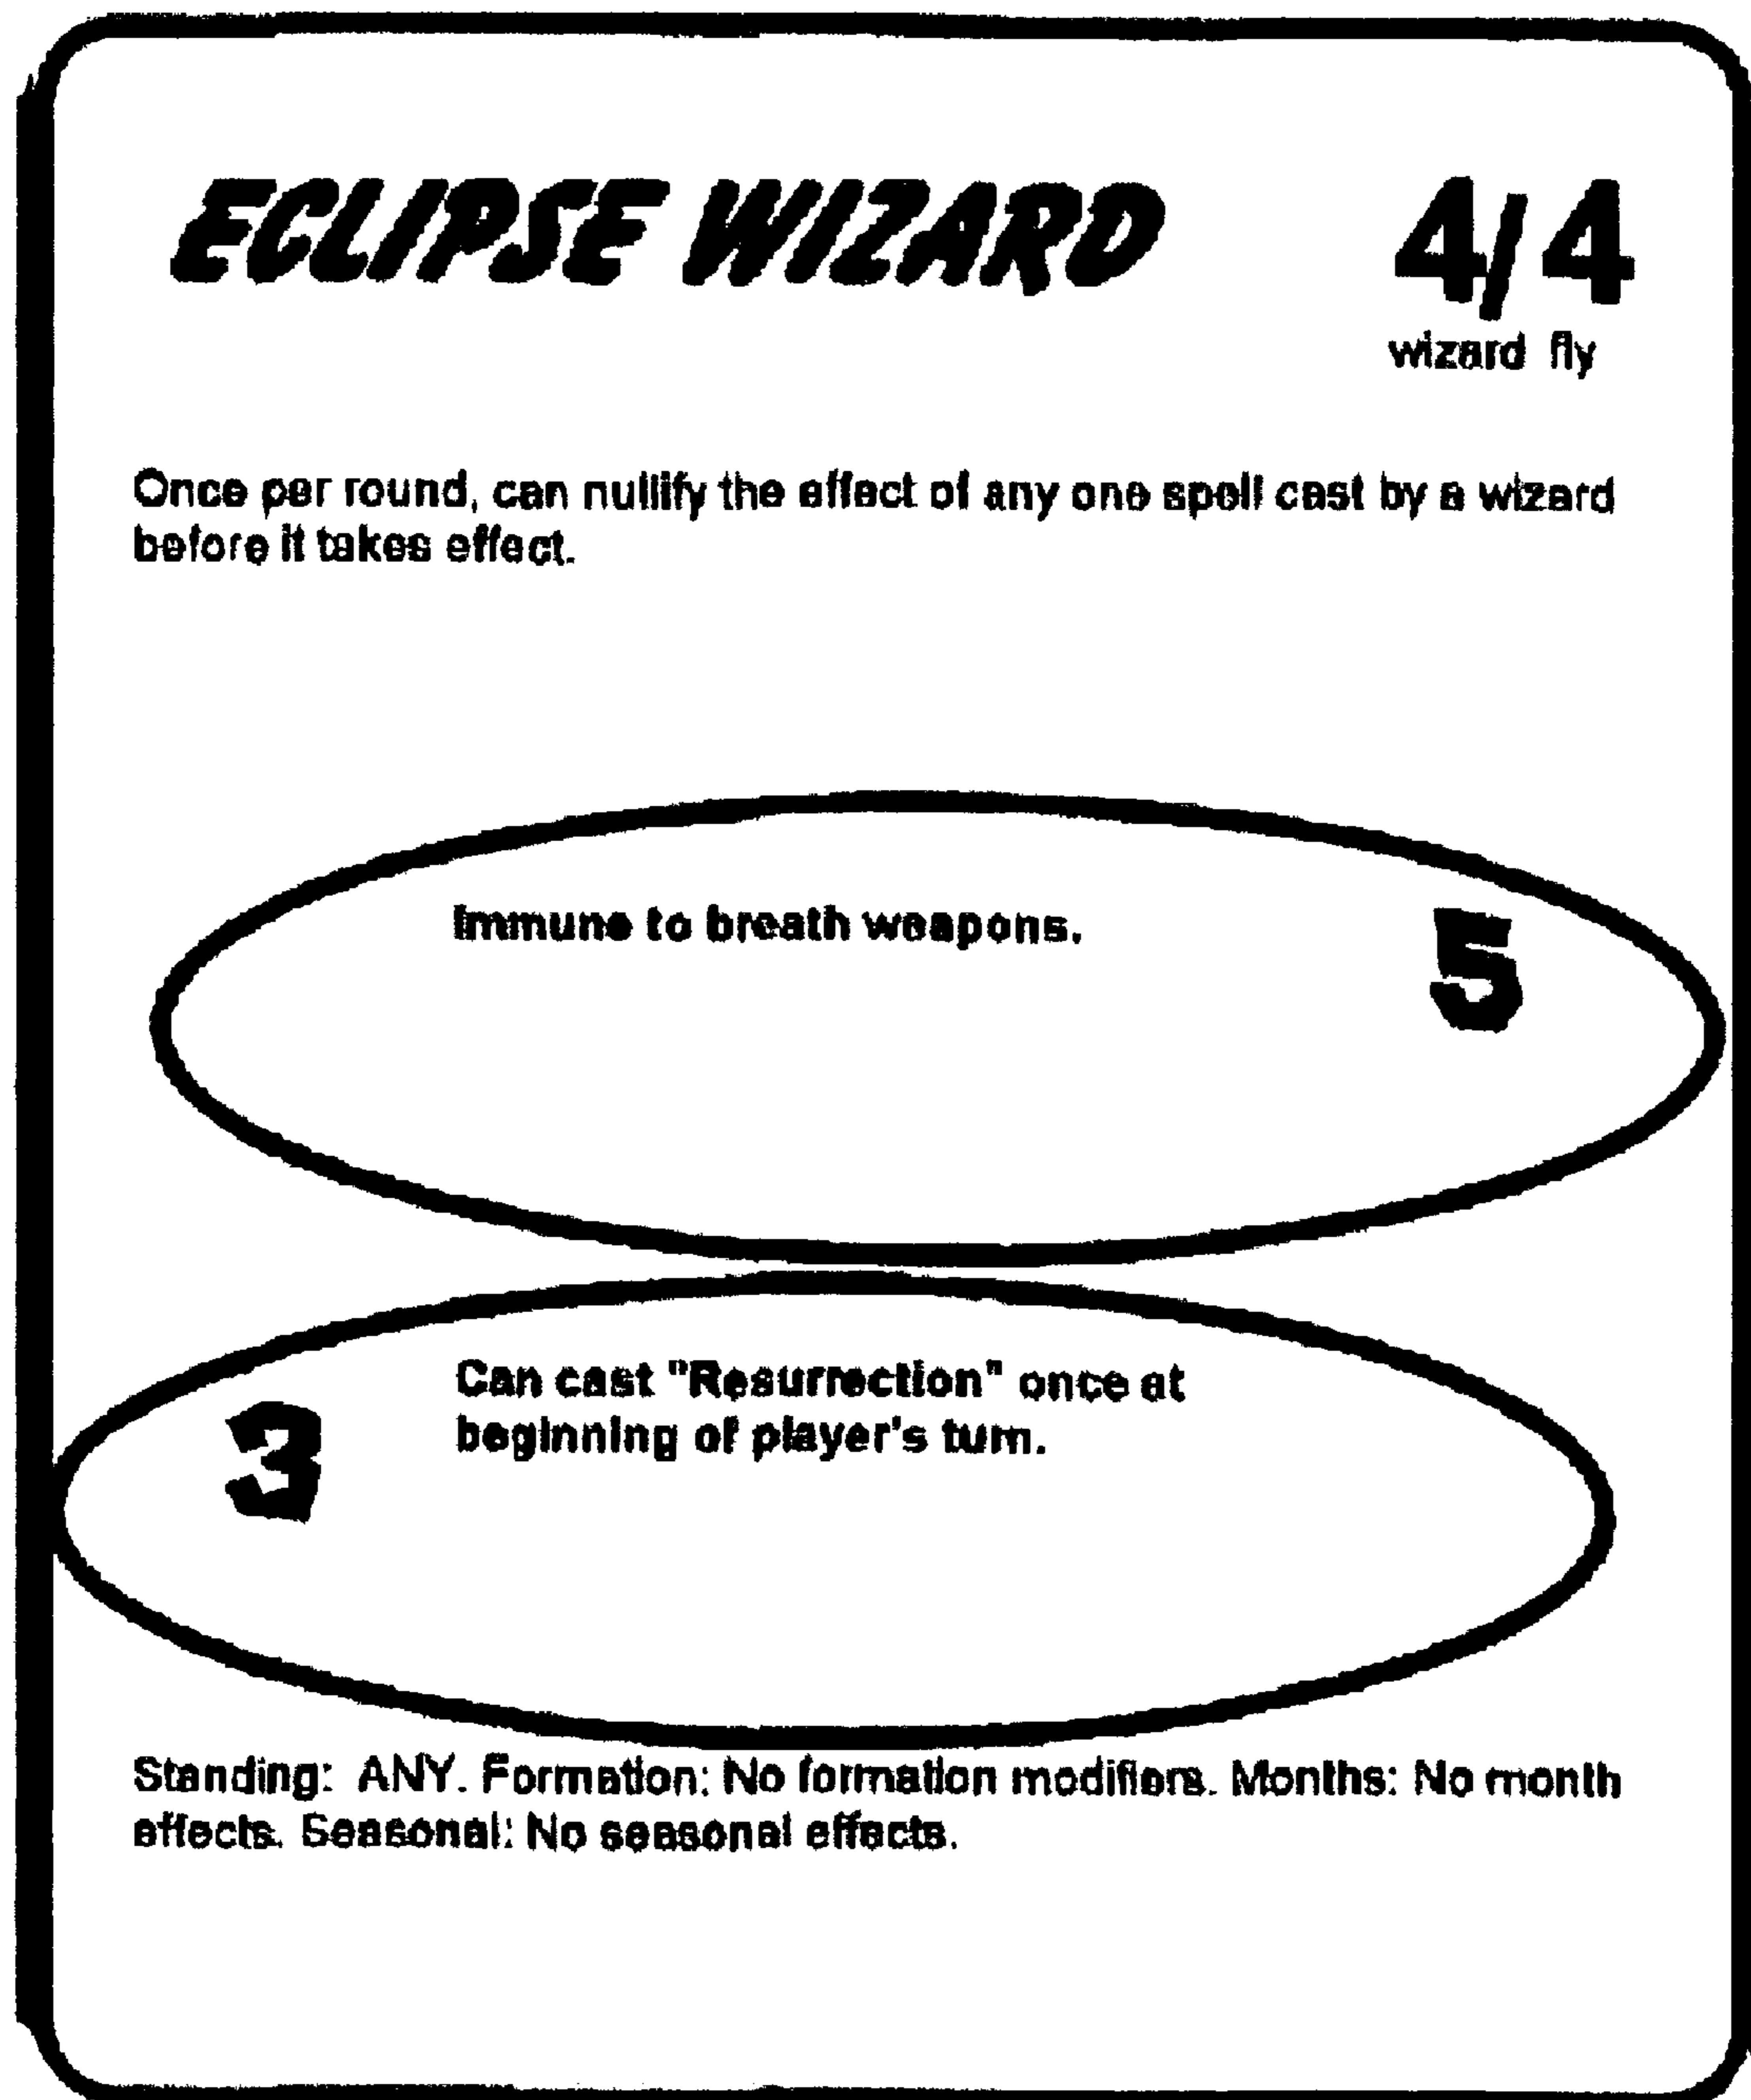 ECLIPSE WIZARD 4/4
wizard fly
Once per round, can nullify the effect of any one spell cast by a wizard
before it takes effect.
Immune to breath weapons.
5
Can cast "Resurrection" once at
beginning of player's turn.
3
Standing: ANY. Formation: No formation modifiers. Months: No month
effects. Seasonal: No seasonal effects.